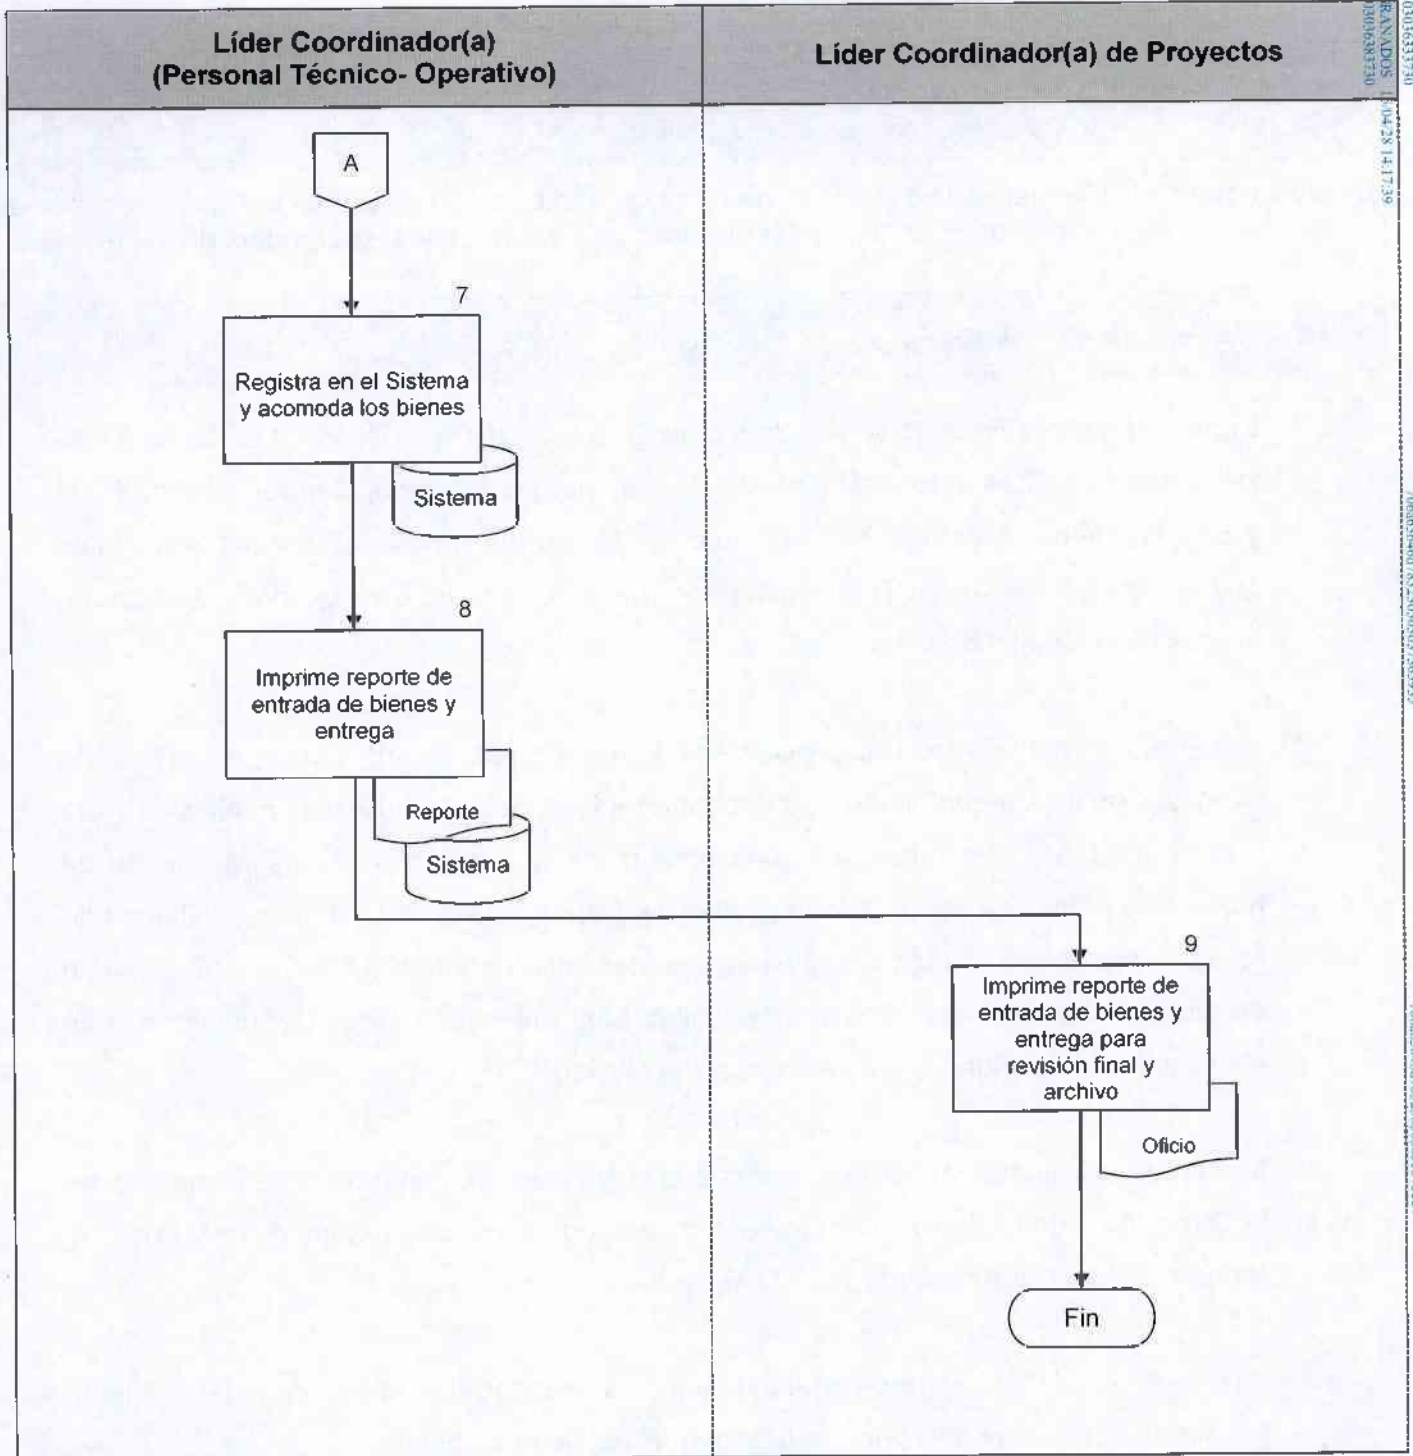 Líder Coordinador(a)
(Personal Técnico- Operativo)
Líder Coordinador(a) de Proyectos
A
7
Registra en el Sistema
y acomoda los bienes
Sistema
8
Imprime reporte de
entrada de bienes y
entrega
Reporte
Sistema
9
Imprime reporte de
entrada de bienes y
entrega para
revisión final y
archivo
Oficio
Fin